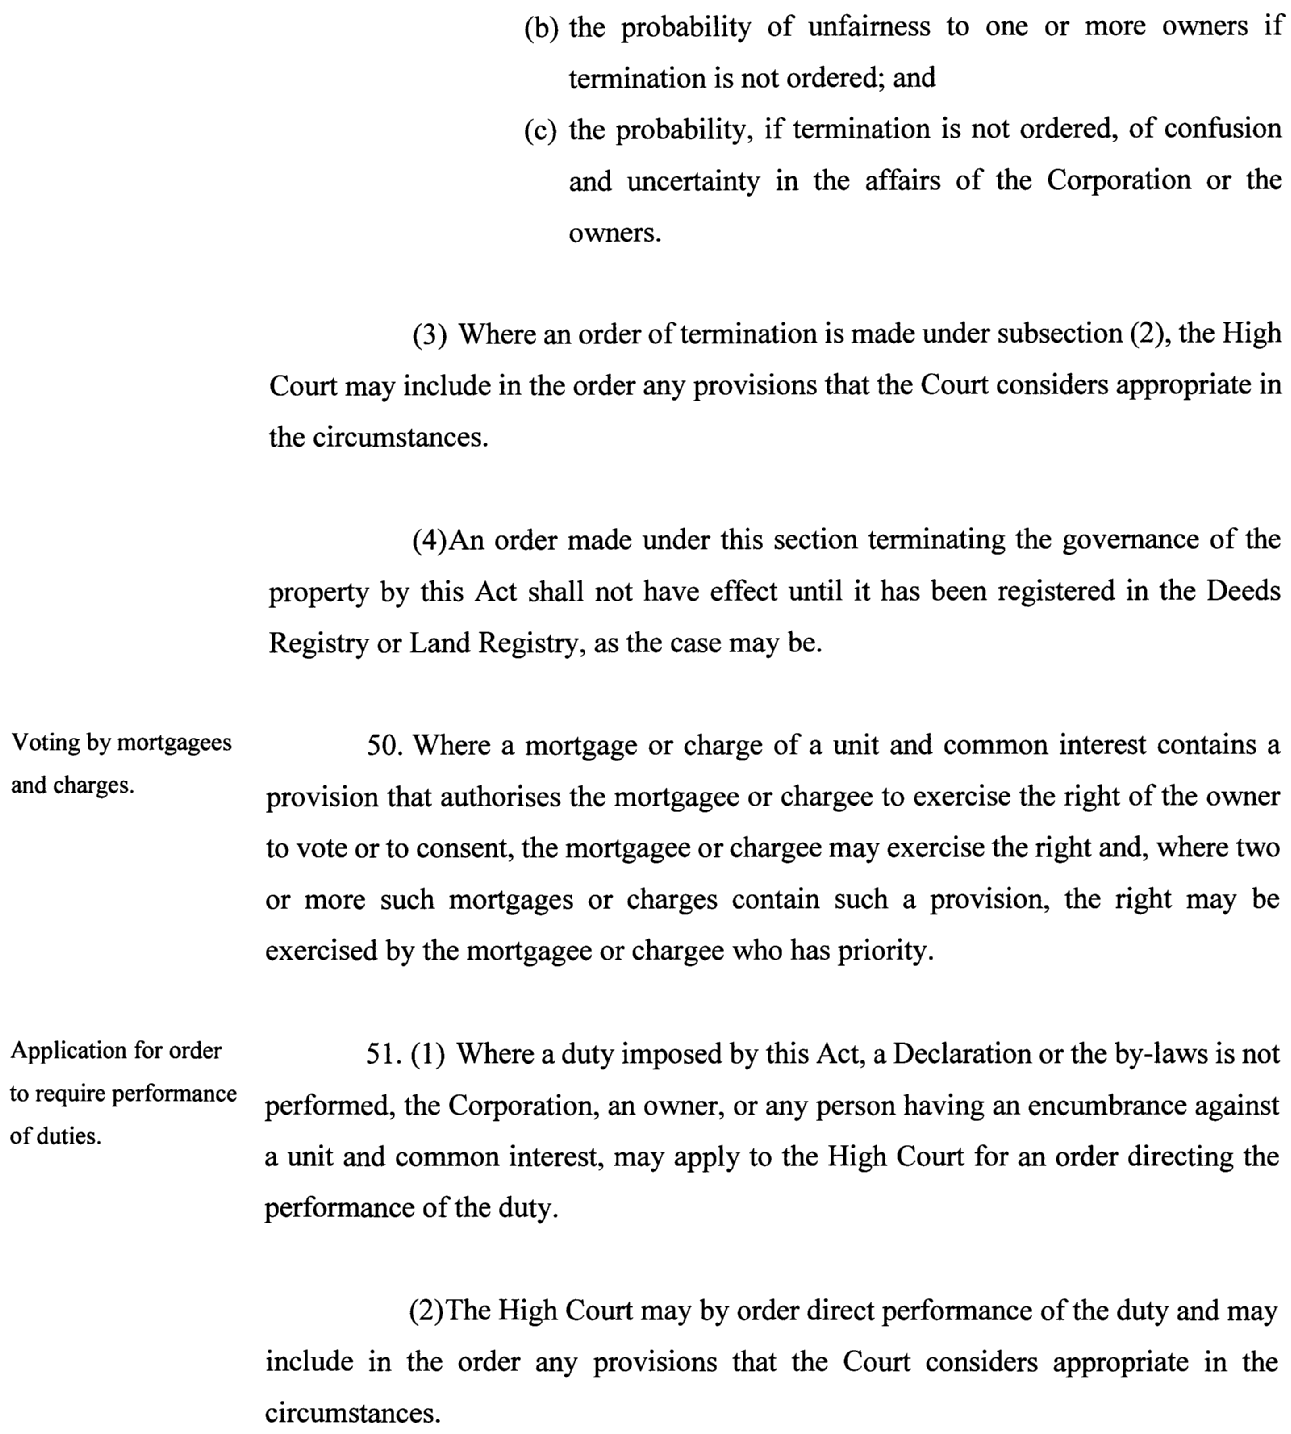 (b) the probability of unfairness to one or more owners if
termination is not ordered; and
(c) the probability, if termination is not ordered, of confusion
and uncertainty in the affairs of the Corporation or the
owners.
(3) Where an order of termination is made under subsection (2), the High
Court may include in the order any provisions that the Court considers appropriate in
the circumstances.
(4)An order made under this section terminating the governance of the
property by this Act shall not have effect until it has been registered in the Deeds
Registry or Land Registry, as the case may be.
Voting by mortgagees
and charges.
50. Where a mortgage or charge of a unit and common interest contains a
provision that authorises the mortgagee or chargee to exercise the right of the owner
to vote or to consent, the mortgagee or chargee may exercise the right and, where two
or more such mortgages or charges contain such a provision, the right may be
exercised by the mortgagee or chargee who has priority.
Application for order
to require performance
of duties.
51. (1) Where a duty imposed by this Act, a Declaration or the by-laws is not
performed, the Corporation, an owner, or any person having an encumbrance against
a unit and common interest, may apply to the High Court for an order directing the
performance of the duty.
(2)The High Court may by order direct performance of the duty and may
include in the order any provisions that the Court considers appropriate in the
circumstances.